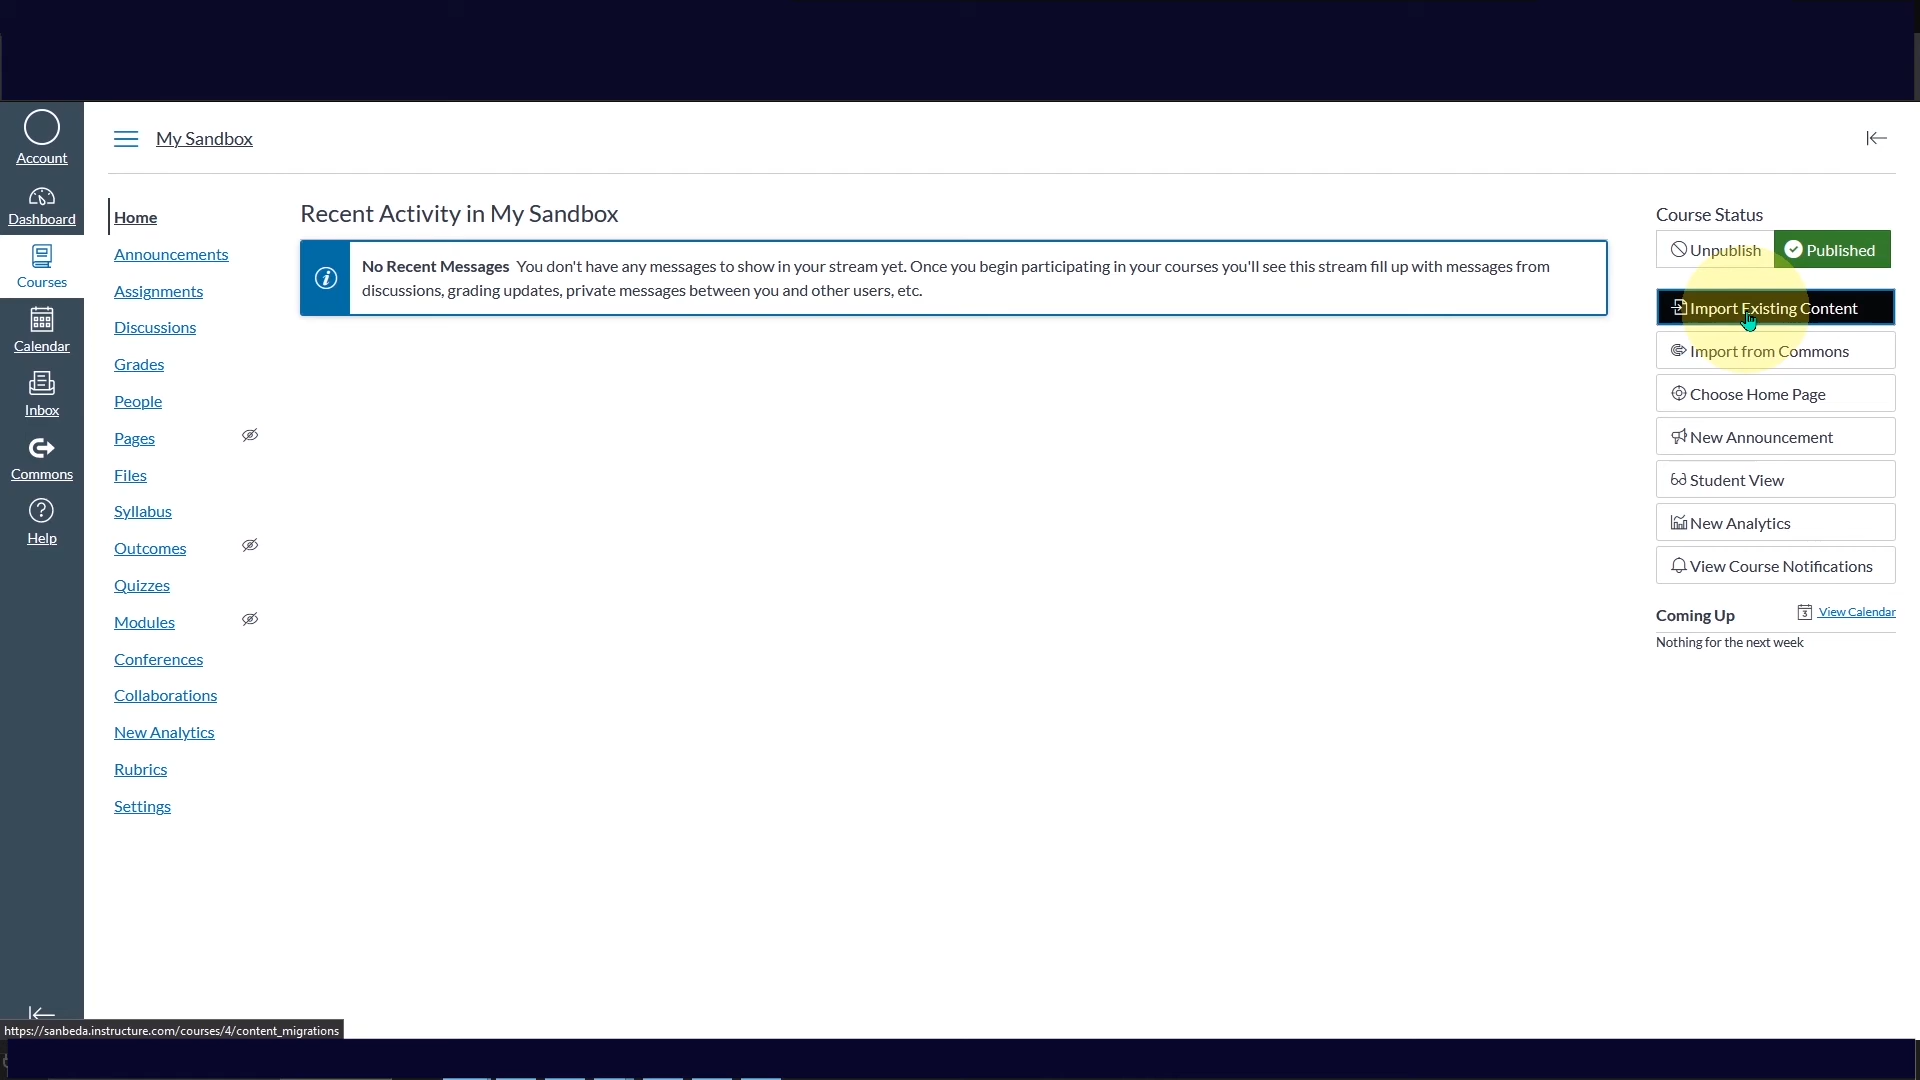 Account
Dashboard
Courses
Calendar
Inbox
Commons
Help
My Sandbox
Home
Announcements
Assignments
Discussions
Grades
People
Pages
Files
Syllabus
Outcomes
Quizzes
Modules
Conferences
Collaborations
New Analytics
Rubrics
Settings
Recent Activity in My Sandbox
No Recent Messages You don't have any messages to show in your stream yet. Once you begin participating in your courses you'll see this stream fill up with messages from
discussions, grading updates, private messages between you and other users, etc.
Course Status
Unpublish Published
Import Existing Content
Import from Commons
Choose Home Page
New Announcement
Student View
New Analytics
View Course Notifications
Coming Up 3 View Calendar
Nothing for the next week
https://sanbeda.instructure.com/courses/4/content_migrations